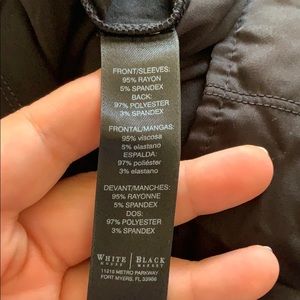 FRONT/SLEEVES:
95% RAYON
5% SPANDEX
BACK:
97% POLYESTER
3% SPANDEX
FRONTAL/MANGAS:
95% viscosa
5% elastano
ESPALDA:
97% poliéster
3% elastano
DEVANT/MANCHES:
95% RAYONNE
5% SPANDEX
DOS:
97% POLYESTER
3% SPANDEX
WHITE | BLACK
HOUSE MARKET
11215 METRO PARKWAY
FORT MYERS, FL 33966